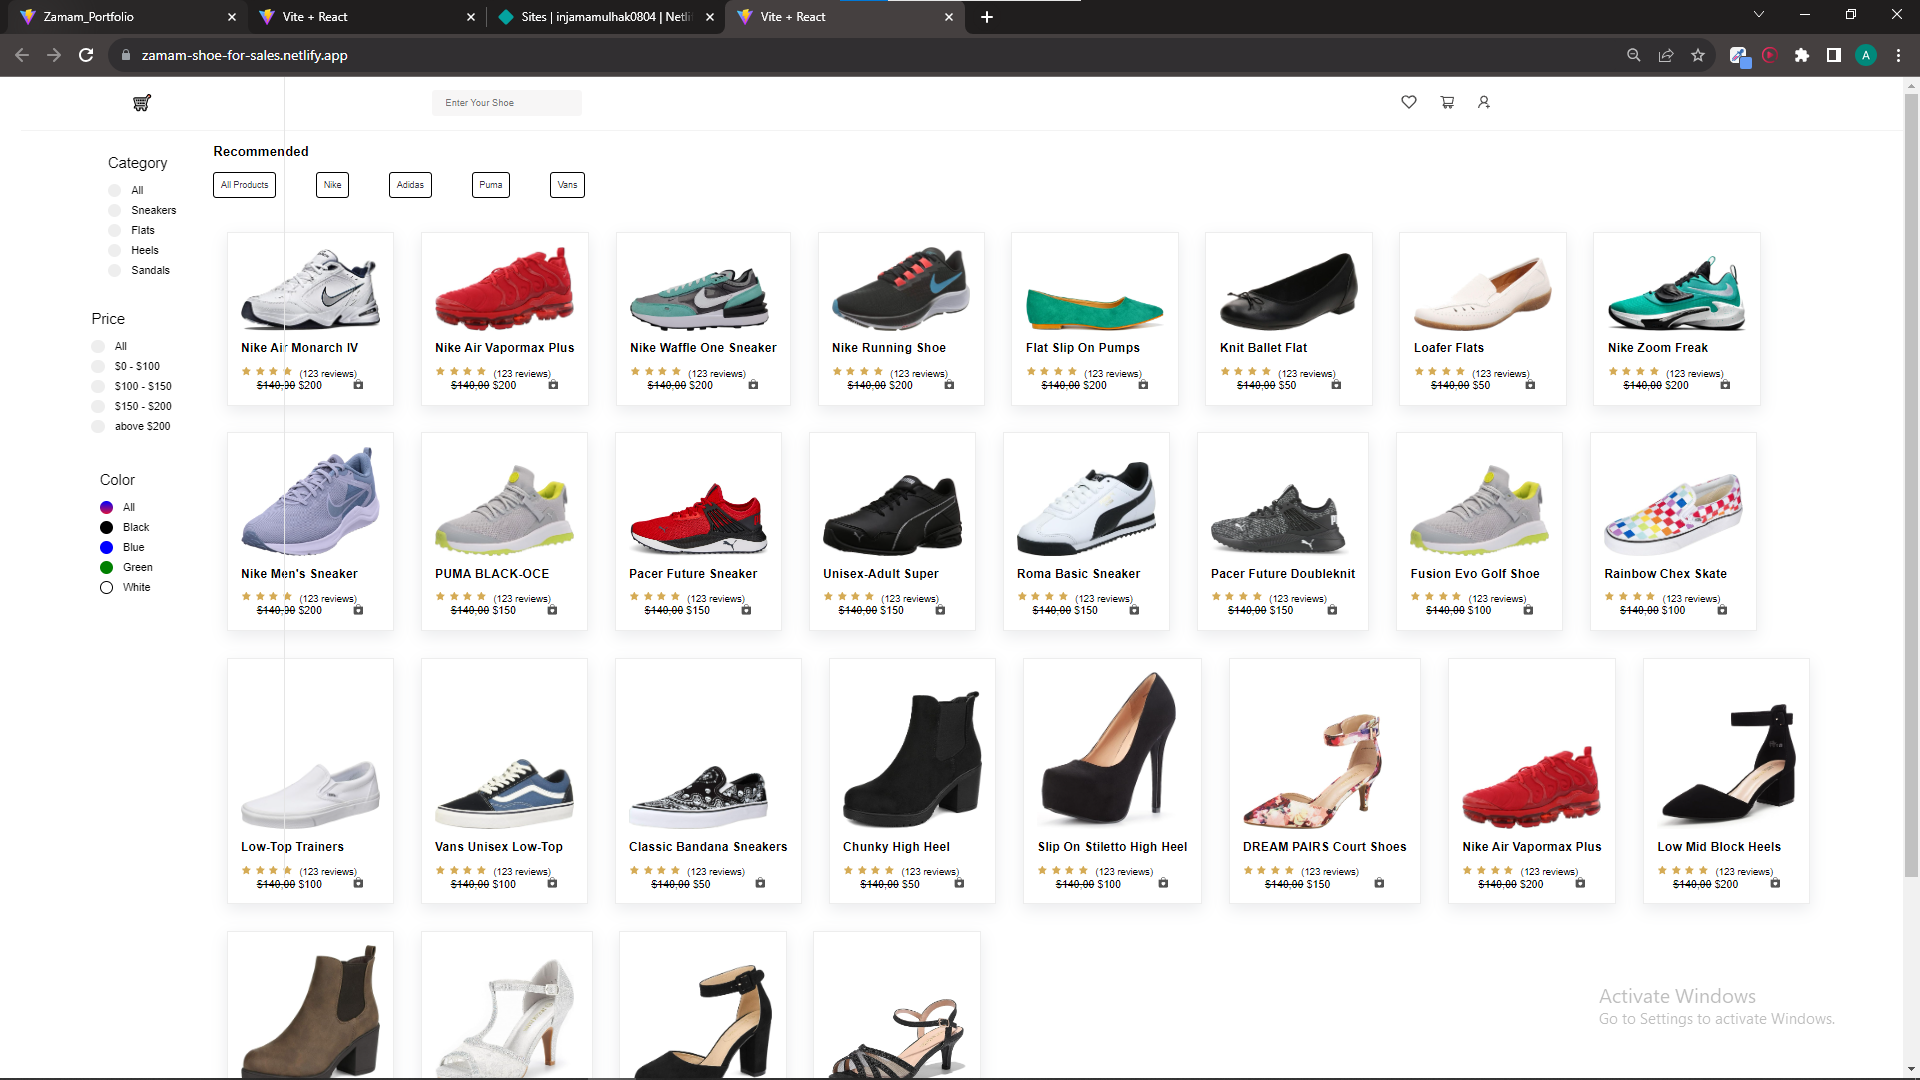 Zamam_Portfolio
Vite + React
Sites | injamamulhak0804 | Netli
Vite + React
zamam-shoe-for-sales.netlify.app
A
Enter Your Shoe
Category
All
Sneakers
Flats
Heels
Sandals
Price
All
$0 - $100
$100 - $150
$150 - $200
above $200
Color
All
Black
Blue
Green
White
Recommended
All Products Nike Adidas Puma Vans
Nike Air Monarch IV
(123 reviews)
$140,00 $200
Nike Air Vapormax Plus
(123 reviews)
$140,00 $200
Nike Waffle One Sneaker
(123 reviews)
$140,00 $200
Nike Running Shoe
(123 reviews)
$140,00 $200
Flat Slip On Pumps
(123 reviews)
$140,00 $200
Knit Ballet Flat
(123 reviews)
$140,00 $50
Loafer Flats
(123 reviews)
$140,00 $50
Nike Zoom Freak
(123 reviews)
$140,00 $200
Nike Men's Sneaker
(123 reviews)
$140,00 $200
PUMA BLACK-OCE
(123 reviews)
$140,00 $150
Pacer Future Sneaker
(123 reviews)
$140,00 $150
Unisex-Adult Super
(123 reviews)
$140,00 $150
Roma Basic Sneaker
(123 reviews)
$140,00 $150
Pacer Future Doubleknit
(123 reviews)
$140,00 $150
Fusion Evo Golf Shoe
(123 reviews)
$140,00 $100
Rainbow Chex Skate
(123 reviews)
$140,00 $100
Low-Top Trainers
(123 reviews)
$140,00 $100
Vans Unisex Low-Top
(123 reviews)
$140,00 $100
Classic Bandana Sneakers
(123 reviews)
$140,00 $50
Chunky High Heel
(123 reviews)
$140,00 $50
Slip On Stiletto High Heel
(123 reviews)
$140,00 $100
DREAM PAIRS Court Shoes
(123 reviews)
$140,00 $150
Nike Air Vapormax Plus
(123 reviews)
$140,00 $200
Low Mid Block Heels
(123 reviews)
$140,00 $200
Activate Windows
Go to Settings to activate Windows.